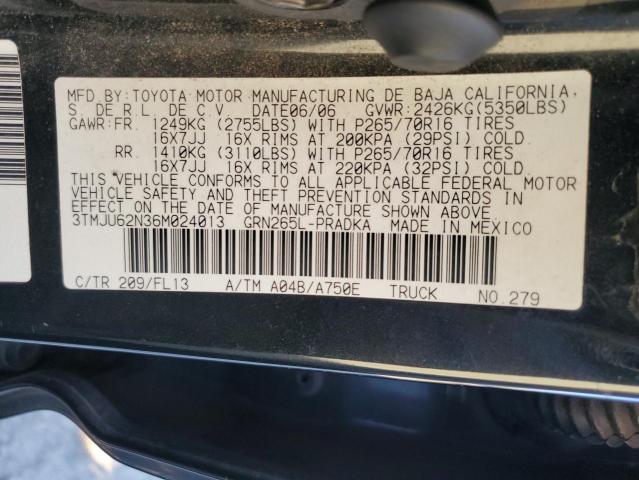 MFD.BY:TOYOTA MOTOR MANUFACTURING DE BAJA CALIFORNIA,
S. DE R.L. DE C.V. DATE06/06 GVWR:2426KG(5350LBS)
GAWR:FR. 1249KG (2755LBS) WITH P265/70R16 TIRES
16X7JJ 16X RIMS AT 200KPA (29PSI) COLD.
RR 1410KG (3110LBS) WITH P265/70R16 TIRES
16X7JJ 16X RIMS AT 220KPA (32PSI) COLD.
THIS VEHICLE CONFORMS TO ALL APPLICABLE FEDERAL MOTOR
VEHICLE SAFETY AND THEFT PREVENTION STANDARDS IN
EFFECT ON THE DATE OF MANUFACTURE SHOWN ABOVE.
3TMJU62N36M024013 GRN265L-PRADKA MADE IN MEXICO
C/TR 209/FL13 A/TM A04B/A750E TRUCK NO.279